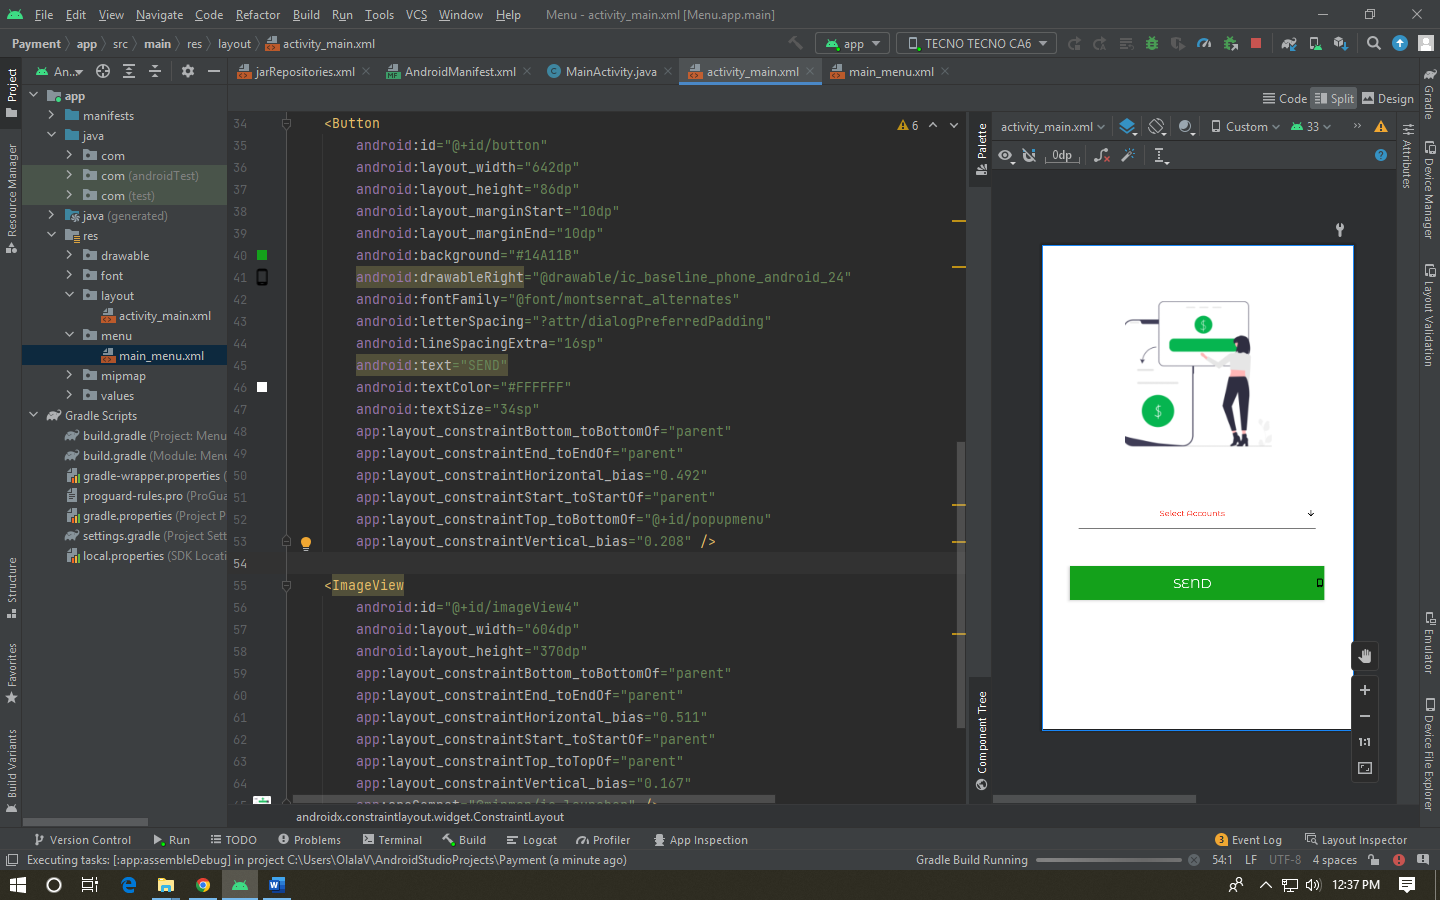 File Edit View Navigate Code Refactor Build Run Tools VCS Window Help Menu - activity_main.xml [Menu.app.main]
Payment app src main res layout activity_main.xml app TECNO TECNO CA6
Project An.. jarRepositories.xml AndroidManifest.xml MainActivity.java activity_main.xml main_menu.xml Gradle
Code Split Design
app
manifests
java
com
com (androidTest)
com (test)
java (generated)
res
drawable
font
layout
activity_main.xml
menu
main_menu.xml
mipmap
values
Gradle Scripts
build.gradle (Project: Menu
build.gradle (Module: Menu
gradle-wrapper.properties (
proguard-rules.pro (ProGua
gradle.properties (Project P
settings.gradle (Project Sett
local.properties (SDK Locati
Resource Manager
Structure
Favorites
Build Variants
34 <Button
35 android:id="@+id/button"
36 android:layout_width="642dp"
37 android:layout_height="86dp"
38 android:layout_marginStart="10dp"
39 android:layout_marginEnd="10dp"
40 android:background="#14A11B"
41 android:drawableRight="@drawable/ic_baseline_phone_android_24"
42 android:fontFamily="@font/montserrat_alternates"
43 android:letterSpacing="?attr/dialogPreferredPadding"
44 android:lineSpacingExtra="16sp"
45 android:text="SEND"
46 android:textColor="#FFFFFF"
47 android:textSize="34sp"
48 app:layout_constraintBottom_toBottomOf="parent"
49 app:layout_constraintEnd_toEndOf="parent"
50 app:layout_constraintHorizontal_bias="0.492"
51 app:layout_constraintStart_toStartOf="parent"
52 app:layout_constraintTop_toBottomOf="@+id/popupmenu"
53 app:layout_constraintVertical_bias="0.208" />
54
55 <ImageView
56 android:id="@+id/imageView4"
57 android:layout_width="604dp"
58 android:layout_height="370dp"
59 app:layout_constraintBottom_toBottomOf="parent"
60 app:layout_constraintEnd_toEndOf="parent"
61 app:layout_constraintHorizontal_bias="0.511"
62 app:layout_constraintStart_toStartOf="parent"
63 app:layout_constraintTop_toTopOf="parent"
64 app:layout_constraintVertical_bias="0.167"
6
Palette
Component Tree
activity_main.xml Custom 33
0dp
Select Accounts
SEND
1:1
Attributes
Device Manager
Layout Validation
Emulator
Device File Explorer
androidx.constraintlayout.widget.ConstraintLayout
Version Control Run TODO Problems Terminal Build Logcat Profiler App Inspection 3 Event Log Layout Inspector
Executing tasks: [:app:assembleDebug] in project C:\Users\OlalaV\AndroidStudioProjects\Payment (a minute ago) Gradle Build Running 54:1 LF UTF-8 4 spaces
12:37 PM